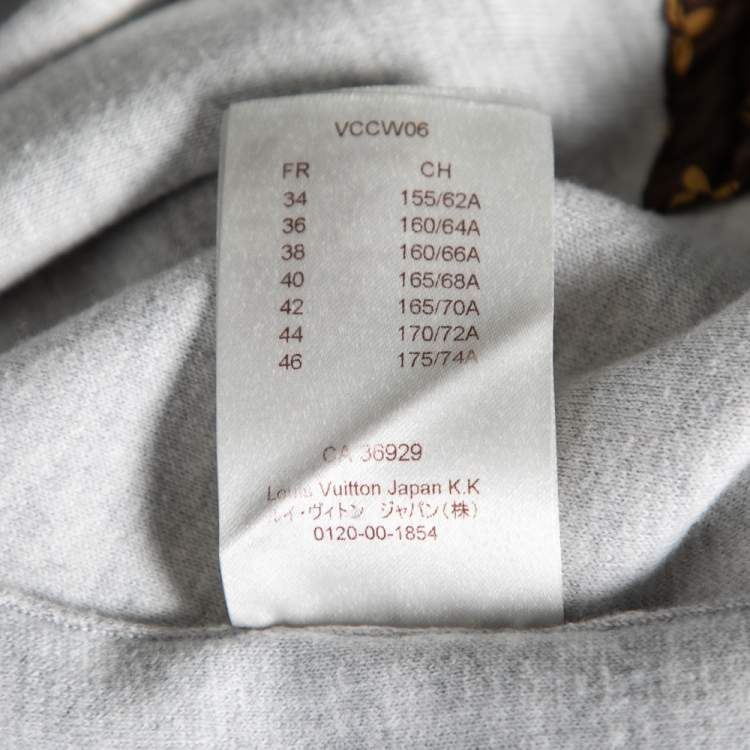 VCCW06
FR CH
34 155/62A
36 160/64A
38 160/66A
40 165/68A
42 165/70A
44 170/72A
46 175/74A
CA 36929
Louis Vuitton Japan K.K
ルイ・ヴィトン ジャパン(株)
0120-00-1854